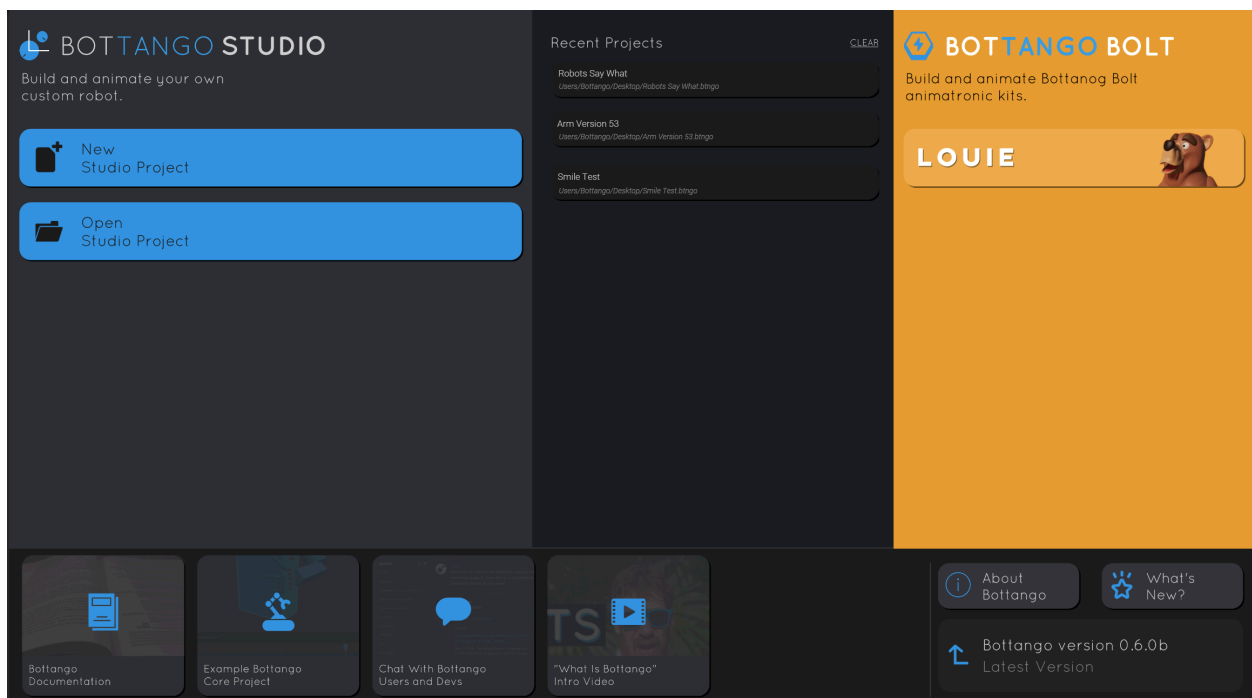 BOTTANGO STUDIO
Build and animate your own
custom robot.
New
Studio Project
Open
Studio Project
Recent Projects
CLEAR
Robots Say What
Users/Bottango/Desktop/Robots Say What.btngo
Arm Version 53
Users/Bottango/Desktop/Arm Version 53.btngo
Smile Test
Users/Bottango/Desktop/Smile Test.btngo
BOTTANGO BOLT
Build and animate Bottanog Bolt
animatronic kits.
LOUIE
Bottango
Documentation
Example Bottango
Core Project
Chat With Bottango
Users and Devs
TS
"What Is Bottango"
Intro Video
About
Bottango
What's
New?
Bottango version 0.6.0b
Latest Version